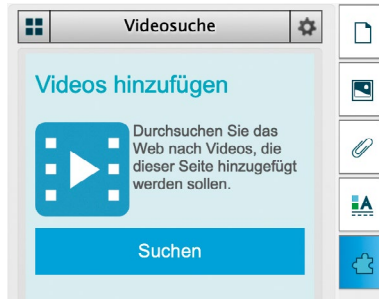 Videosuche
Videos hinzufügen
Durchsuchen Sie das
Web nach Videos, die
dieser Seite hinzugefügt
werden sollen.
Suchen
A